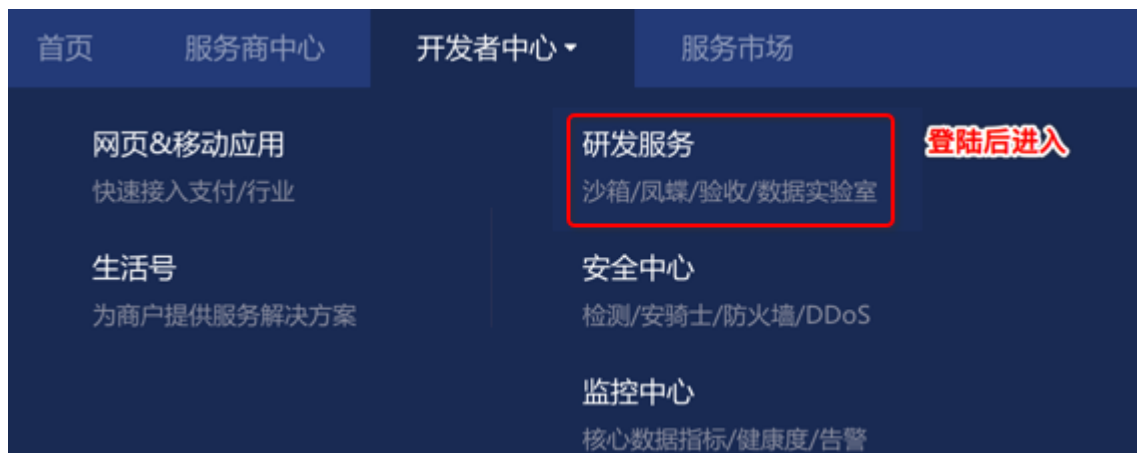 首页 服务商中心 开发者中心 服务市场
网页&移动应用
快速接入支付/行业
生活号
为商户提供服务解决方案
研发服务
沙箱/凤蝶/验收/数据实验室
登陆后进入
安全中心
检测/安骑士/防火墙/DDoS
监控中心
核心数据指标/健康度/告警